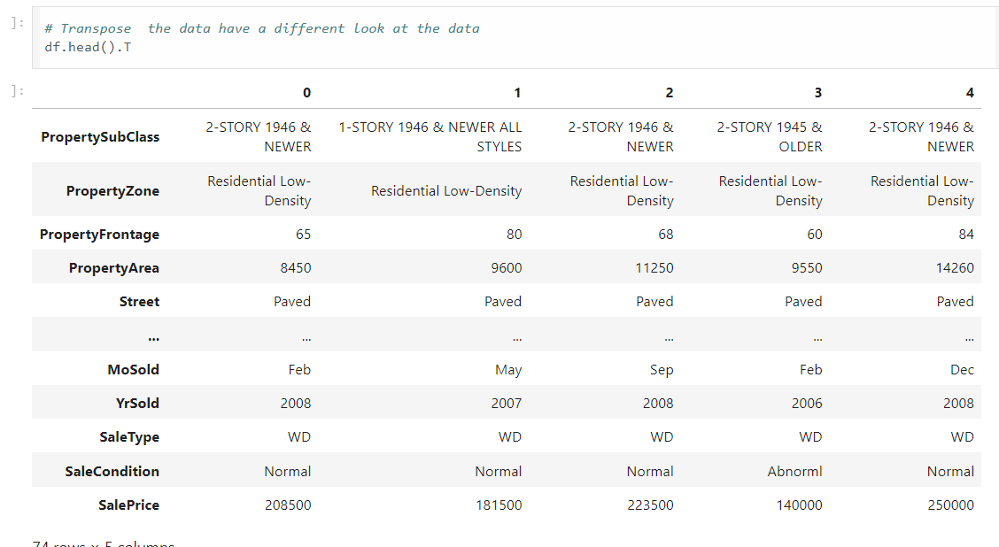 ]:
# Transpose  the data have a different look at the data
df.head().T
]:
0 1 2 3 4
PropertySubClass 2-STORY 1946 & NEWER 1-STORY 1946 & NEWER ALL STYLES 2-STORY 1946 & NEWER 2-STORY 1945 & OLDER 2-STORY 1946 & NEWER
PropertyZone Residential Low-Density Residential Low-Density Residential Low-Density Residential Low-Density Residential Low-Density
PropertyFrontage 65 80 68 60 84
PropertyArea 8450 9600 11250 9550 14260
Street Paved Paved Paved Paved Paved
... ... ... ... ... ...
MoSold Feb May Sep Feb Dec
YrSold 2008 2007 2008 2006 2008
SaleType WD WD WD WD WD
SaleCondition Normal Normal Normal Abnorml Normal
SalePrice 208500 181500 223500 140000 250000
74 rows × 5 columns